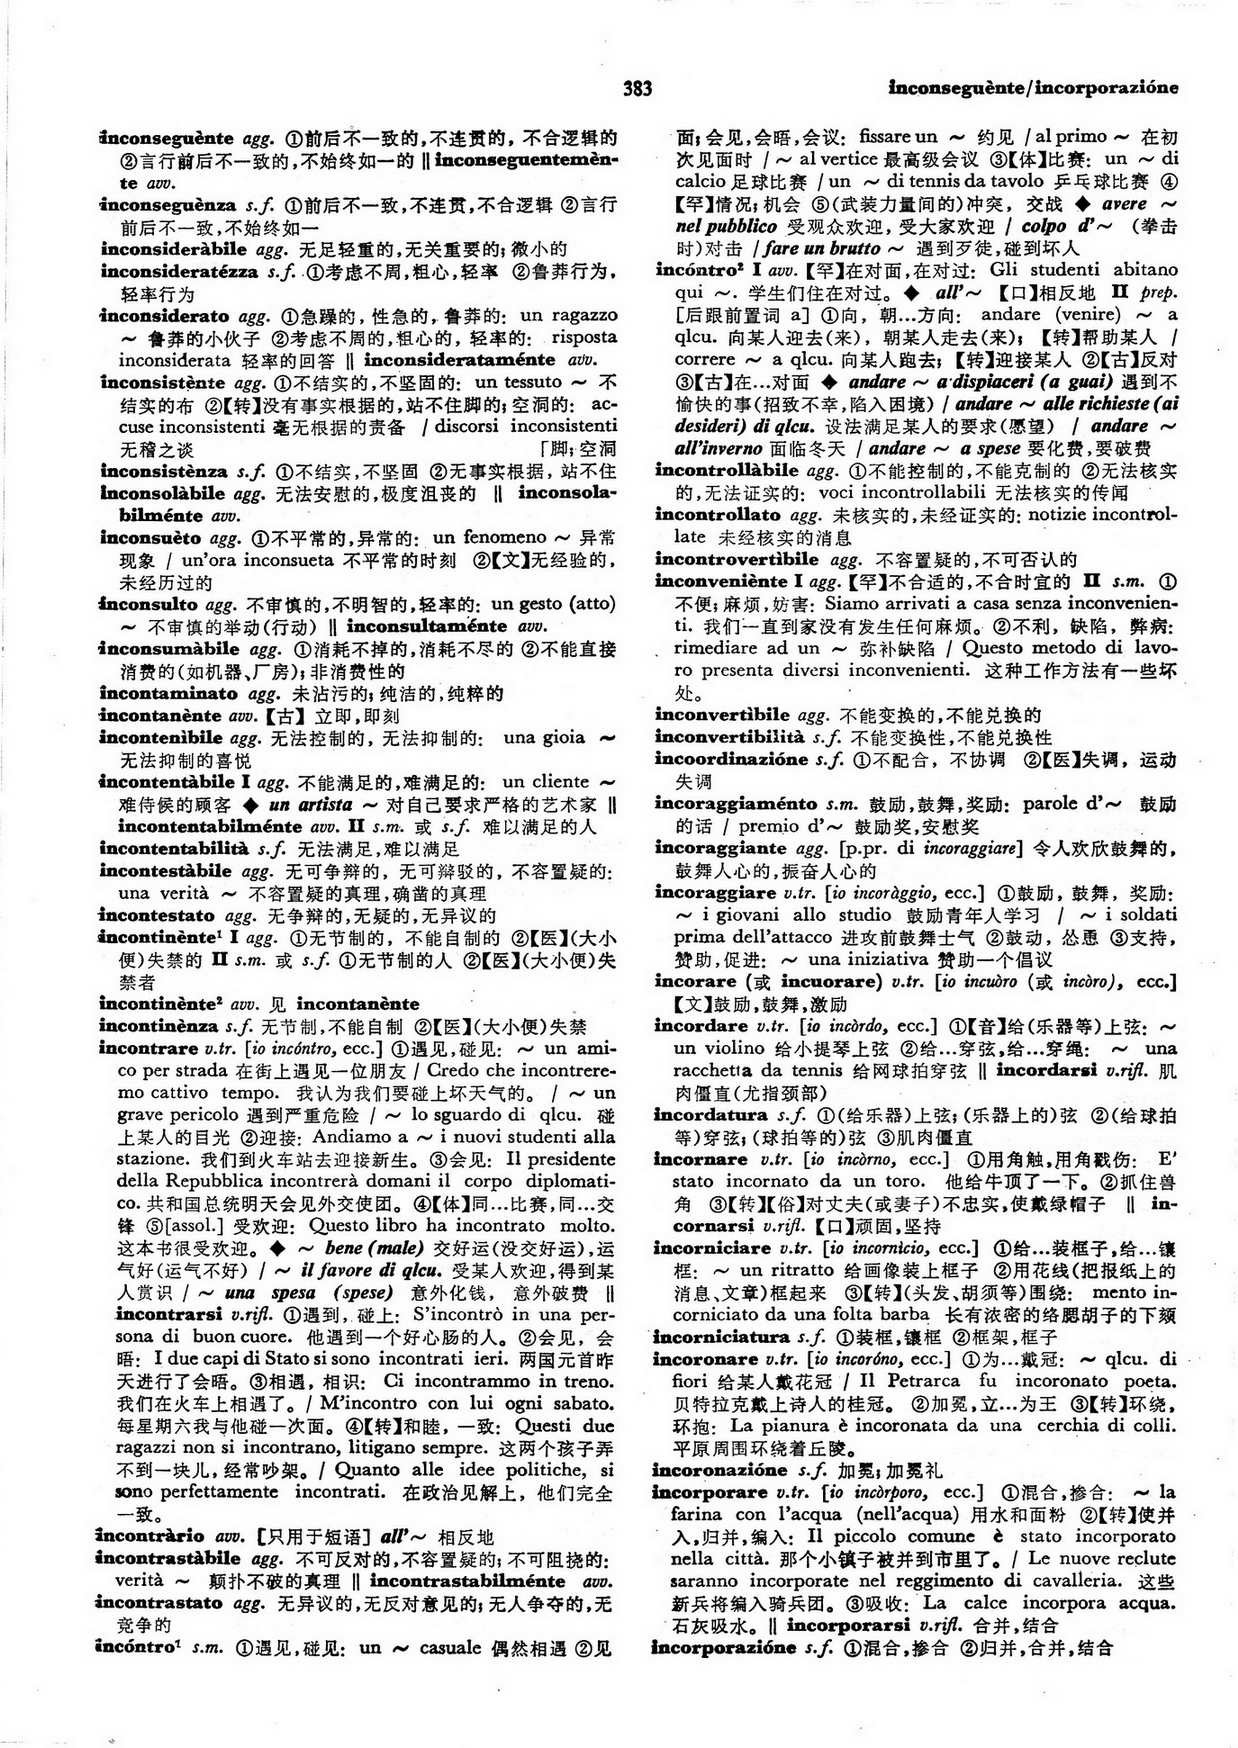 383
inconseguènte/incorporazióne
inconseguènte agg. ①前后不一致的,不连贯的, 不合逻辑的
②言行前后不一致的,不始终如一的 ‖ inconseguentemèn-
te avv.
inconseguènza s.f. ①前后不一致,不连贯,不合逻辑 ②言行
前后不一致,不始终如一
inconsideràbile agg. 无足轻重的,无关重要的; 微小的
inconsideratézza s.f. ①考虑不周,粗心,轻率 ②鲁莽行为,
轻率行为
inconsiderato agg. ①急躁的, 性急的, 鲁莽的: un ragazzo
～ 鲁莽的小伙子 ②考虑不周的,粗心的, 轻率的: risposta
inconsiderata 轻率的回答 ‖ inconsiderataménte avv.
inconsistènte agg. ①不结实的,不坚固的: un tessuto ～ 不
结实的布 ②【转】没有事实根据的,站不住脚的; 空洞的: ac-
cuse inconsistenti 毫无根据的责备 / discorsi inconsistenti
无稽之谈 「脚; 空洞
inconsistènza s.f. ①不结实,不坚固 ②无事实根据, 站不住
inconsolàbile agg. 无法安慰的,极度沮丧的 ‖ inconsola-
bilménte avv.
inconsuèto agg. ①不平常的,异常的: un fenomeno ～ 异常
现象 / un'ora inconsueta 不平常的时刻 ②【文】无经验的,
未经历过的
inconsulto agg. 不审慎的,不明智的,轻率的: un gesto (atto)
～ 不审慎的举动(行动) ‖ inconsultaménte avv.
inconsumàbile agg. ①消耗不掉的,消耗不尽的 ②不能直接
消费的(如机器、厂房); 非消费性的
incontaminato agg. 未沾污的; 纯洁的,纯粹的
incontanènte avv.【古】 立即,即刻
incontenìbile agg. 无法控制的, 无法抑制的: una gioia ～
无法抑制的喜悦
incontentàbile I agg. 不能满足的,难满足的: un cliente ～
难侍侯的顾客 ◆ un artista ～ 对自己要求严格的艺术家 ‖
incontentabilménte avv. II s.m. 或 s.f. 难以满足的人
incontentabilità s.f. 无法满足,难以满足
incontestàbile agg. 无可争辩的, 无可辩驳的, 不容置疑的:
una verità ～ 不容置疑的真理,确凿的真理
incontestato agg. 无争辩的,无疑的,无异议的
incontinènte¹ I agg. ①无节制的, 不能自制的 ②【医】(大小
便)失禁的 II s.m. 或 s.f. ①无节制的人 ②【医】(大小便)失
禁者
incontinènte² avv. 见 incontanènte
incontinènza s.f. 无节制,不能自制 ②【医】(大小便)失禁
incontrare v.tr. [io incóntro, ecc.] ①遇见,碰见: ～ un ami-
co per strada 在街上遇见一位朋友 / Credo che incontrere-
mo cattivo tempo. 我认为我们要碰上坏天气的。 / ～ un
grave pericolo 遇到严重危险 / ～ lo sguardo di qlcu. 碰
上某人的目光 ②迎接: Andiamo a ～ i nuovi studenti alla
stazione. 我们到火车站去迎接新生。 ③会见: Il presidente
della Repubblica incontrerà domani il corpo diplomati-
co. 共和国总统明天会见外交使团。 ④【体】同…比赛,同…交
锋 ⑤[assol.] 受欢迎: Questo libro ha incontrato molto.
这本书很受欢迎。 ◆ ～ bene (male) 交好运(没交好运),运
气好(运气不好) / ～ il favore di qlcu. 受某人欢迎,得到某
人赏识 / ～ una spesa (spese) 意外化钱, 意外破费 ‖
incontrarsi v.rifl. ①遇到, 碰上: S'incontrò in una per-
sona di buon cuore. 他遇到一个好心肠的人。 ②会见, 会
晤: I due capi di Stato si sono incontrati ieri. 两国元首昨
天进行了会晤。 ③相遇, 相识: Ci incontrammo in treno.
我们在火车上相遇了。 / M'incontro con lui ogni sabato.
每星期六我与他碰一次面。 ④【转】和睦, 一致: Questi due
ragazzi non si incontrano, litigano sempre. 这两个孩子弄
不到一块儿,经常吵架。 / Quanto alle idee politiche, si
sono perfettamente incontrati. 在政治见解上, 他们完全
一致。
incontràrio avv. [只用于短语] all'～ 相反地
incontrastàbile agg. 不可反对的,不容置疑的; 不可阻挠的:
verità ～ 颠扑不破的真理 ‖ incontrastabilménte avv.
incontrastato agg. 无异议的,无反对意见的; 无人争夺的,无
竞争的
incóntro¹ s.m. ①遇见,碰见: un ～ casuale 偶然相遇 ②见
面; 会见,会晤,会议: fissare un ～ 约见 / al primo ～ 在初
次见面时 / ～ al vertice 最高级会议 ③【体】比赛: un ～ di
calcio 足球比赛 / un ～ di tennis da tavolo 乒乓球比赛 ④
【罕】情况; 机会 ⑤(武装力量间的)冲突, 交战 ◆ avere ～
nel pubblico 受观众欢迎, 受大家欢迎 / colpo d'～ (拳击
时)对击 / fare un brutto ～ 遇到歹徒,碰到坏人
incóntro² I avv.【罕】在对面,在对过: Gli studenti abitano
qui ～. 学生们住在对过。 ◆ all'～ 【口】相反地 II prep.
[后跟前置词 a] ①向, 朝…方向: andare (venire) ～ a
qlcu. 向某人迎去(来), 朝某人走去(来); 【转】帮助某人 /
correre ～ a qlcu. 向某人跑去; 【转】迎接某人 ②【古】反对
③【古】在…对面 ◆ andare ～ a dispiaceri (a guai) 遇到不
愉快的事(招致不幸,陷入困境) / andare ～ alle richieste (ai
desideri) di qlcu. 设法满足某人的要求(愿望) / andare ～
all'inverno 面临冬天 / andare ～ a spese 要化费,要破费
incontrollàbile agg. ①不能控制的,不能克制的 ②无法核实
的,无法证实的: voci incontrollabili 无法核实的传闻
incontrollato agg. 未核实的,未经证实的: notizie incontrol-
late 未经核实的消息
incontrovertìbile agg. 不容置疑的,不可否认的
inconveniènte I agg.【罕】不合适的,不合时宜的 II s.m. ①
不便; 麻烦, 妨害: Siamo arrivati a casa senza inconvenien-
ti. 我们一直到家没有发生任何麻烦。 ②不利, 缺陷, 弊病:
rimediare ad un ～ 弥补缺陷 / Questo metodo di lavo-
ro presenta diversi inconvenienti. 这种工作方法有一些坏
处。
inconvertìbile agg. 不能变换的,不能兑换的
inconvertibilità s.f. 不能变换性,不能兑换性
incoordinazióne s.f. ①不配合, 不协调 ②【医】失调, 运动
失调
incoraggiaménto s.m. 鼓励,鼓舞,奖励: parole d'～ 鼓励
的话 / premio d'～ 鼓励奖,安慰奖
incoraggiante agg. [p.pr. di incoraggiare] 令人欢欣鼓舞的,
鼓舞人心的,振奋人心的
incoraggiare v.tr. [io incoràggio, ecc.] ①鼓励, 鼓舞, 奖励:
～ i giovani allo studio 鼓励青年人学习 / ～ i soldati
prima dell'attacco 进攻前鼓舞士气 ②鼓动, 怂恿 ③支持,
赞助,促进: ～ una iniziativa 赞助一个倡议
incorare (或 incuorare) v.tr. [io incuòro (或 incòro), ecc.]
【文】鼓励,鼓舞,激励
incordare v.tr. [io incòrdo, ecc.] ①【音】给(乐器等)上弦: ～
un violino 给小提琴上弦 ②给…穿弦,给…穿绳: ～ una
racchetta da tennis 给网球拍穿弦 ‖ incordarsi v.rifl. 肌
肉僵直(尤指颈部)
incordatura s.f. ①(给乐器)上弦; (乐器上的)弦 ②(给球拍
等)穿弦; (球拍等的)弦 ③肌肉僵直
incornare v.tr. [io incòrno, ecc.] ①用角触,用角戳伤: E'
stato incornato da un toro. 他给牛顶了一下。 ②抓住兽
角 ③【转】【俗】对丈夫(或妻子)不忠实,使戴绿帽子 ‖ in-
cornarsi v.rifl.【口】顽固,坚持
incorniciare v.tr. [io incornìcio, ecc.] ①给…装框子,给…镶
框: ～ un ritratto 给画像装上框子 ②用花线(把报纸上的
消息、文章)框起来 ③【转】(头发、胡须等)围绕: mento in-
corniciato da una folta barba 长有浓密的络腮胡子的下颏
incorniciatura s.f. ①装框,镶框 ②框架,框子
incoronare v.tr. [io incoróno, ecc.] ①为…戴冠: ～ qlcu. di
fiori 给某人戴花冠 / Il Petrarca fu incoronato poeta.
贝特拉克戴上诗人的桂冠。 ②加冕,立…为王 ③【转】环绕,
环抱: La pianura è incoronata da una cerchia di colli.
平原周围环绕着丘陵。
incoronazióne s.f. 加冕; 加冕礼
incorporare v.tr. [io incòrporo, ecc.] ①混合,掺合: ～ la
farina con l'acqua (nell'acqua) 用水和面粉 ②【转】使并
入,归并,编入: Il piccolo comune è stato incorporato
nella città. 那个小镇子被并到市里了。 / Le nuove reclute
saranno incorporate nel reggimento di cavalleria. 这些
新兵将编入骑兵团。 ③吸收: La calce incorpora acqua.
石灰吸水。 ‖ incorporarsi v.rifl. 合并,结合
incorporazióne s.f. ①混合,掺合 ②归并,合并,结合